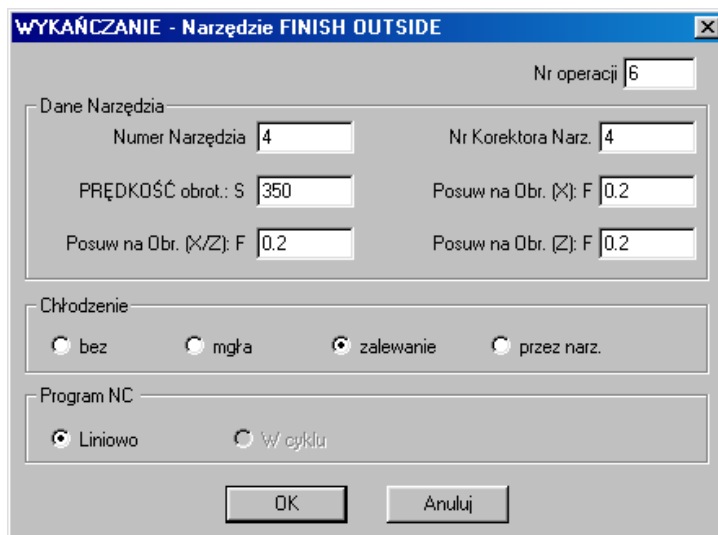 WYKAŃCZANIE - Narzędzie FINISH OUTSIDE
Nr operacji 6
Dane Narzędzia
Numer Narzędzia 4 Nr Korektora Narz. 4
PRĘDKOŚĆ obrot.: S 350 Posuw na Obr. (X): F 0.2
Posuw na Obr. (X/Z): F 0.2 Posuw na Obr. (Z): F 0.2
Chłodzenie
bez mgła zalewanie przez narz.
Program NC
Liniowo W cyklu
OK Anuluj